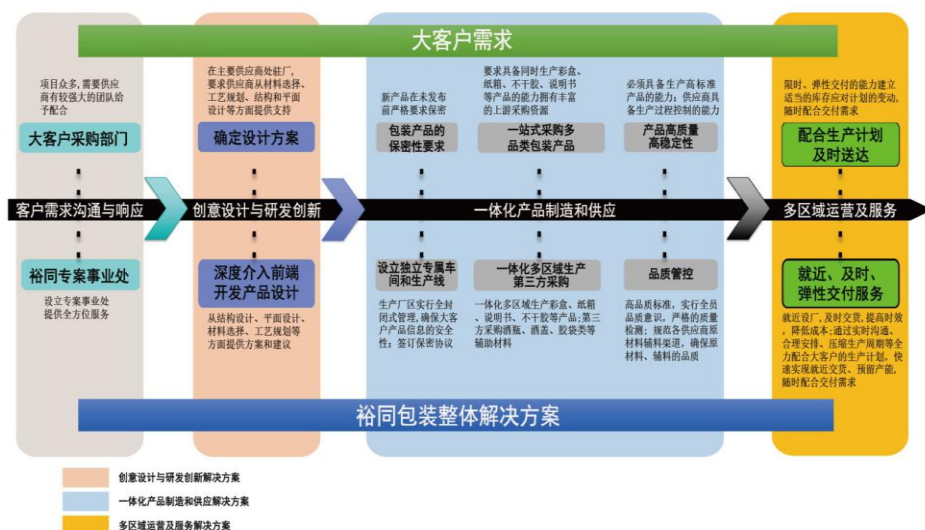 大客户需求
项目众多,需要供应
商有较强大的团队给
予配合
在主要供应商处驻厂,
要求供应商从材料选择、
工艺规划、结构和平面
设计等方面提供支持
新产品在未发布
前严格要求保密
要求具备同时生产彩盒、
纸箱、不干胶、说明书
等产品的能力拥有丰富
的上游采购货源
必须具备生产高标准
产品的能力；供应商具
备生产过程控制的能力
限时、弹性交付的能力建立
适当的库存应对计划的变动,
随时配合交付需求
大客户采购部门
确定设计方案
包装产品的
保密性要求
一站式采购多
品类包装产品
产品高质量
高稳定性
配合生产计划
及时送达
客户需求沟通与响应
创意设计与研发创新
一体化产品制造和供应
多区域运营及服务
裕同专案事业处
深度介入前端
开发产品设计
设立独立专属车
间和生产线
一体化多区域生产
第三方采购
品质管控
就近、及时、
弹性交付服务
设立专案事业处
提供全方位服务
从结构设计、平面设计、
材料选择、工艺规划等
方面提供方案和建议
生产厂区实行全封
闭式管理,确保大客
户产品信息的安全
性；签订保密协议
一体化多区域生产彩盒、纸箱
、说明书、不干胶等产品;第三
方采购酒瓶、酒盖、胶袋类等
辅助材料
高品质标准，实行全员
品质意识。严格的质量
检测；规范各供应商原
材料辅料渠道，确保原
材料、辅料的品质
就近设厂,及时交货,提高时效
，降低成本;通过实时沟通、
合理安排、压缩生产周期等全
力配合大客户的生产计划，快
速实现就近交货、预留产能,
随时配合交付需求
裕同包装整体解决方案
创意设计与研发创新解决方案
一体化产品制造和供应解决方案
多区域运营及服务解决方案